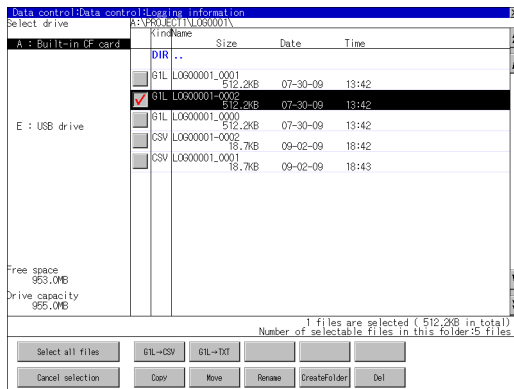 Data control:Data control:Logging information
Select drive
A:\PROJECT1\LOG0001\
Kind Name
Size Date Time
A : Built-in CF card
DIR ..
G1L LOG00001_0001
512.2KB 07-30-09 13:42
G1L LOG00001-0002
512.2KB 07-30-09 13:42
G1L LOG00001_0000
512.2KB 07-30-09 13:42
E : USB drive
CSV LOG00001-0002
18.7KB 09-02-09 18:42
CSV LOG00001_0001
18.7KB 09-02-09 18:43
Free space
953.0MB
Drive capacity
955.0MB
1 files are selected ( 512.2KB in total)
Number of selectable files in this folder:5 files
Select all files G1L→CSV G1L→TXT
Cancel selection Copy Move Rename CreateFolder Del